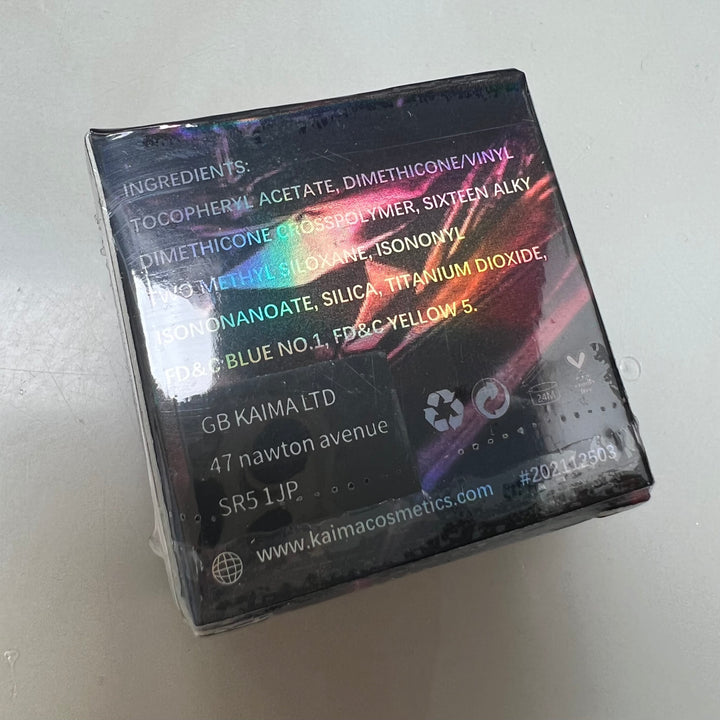 INGREDIENTS:
TOCOPHERYL ACETATE, DIMETHICONE/VINYL
DIMETHICONE CROSSPOLYMER, SIXTEEN ALKY
TWO METHYL SILOXANE, ISONONYL
ISONONANOATE, SILICA, TITANIUM DIOXIDE,
FD&C BLUE NO.1, FD&C YELLOW 5.
GB KAIMA LTD
47 nawton avenue
SR5 1JP
24M
www.kaimacosmetics.com
#202112503